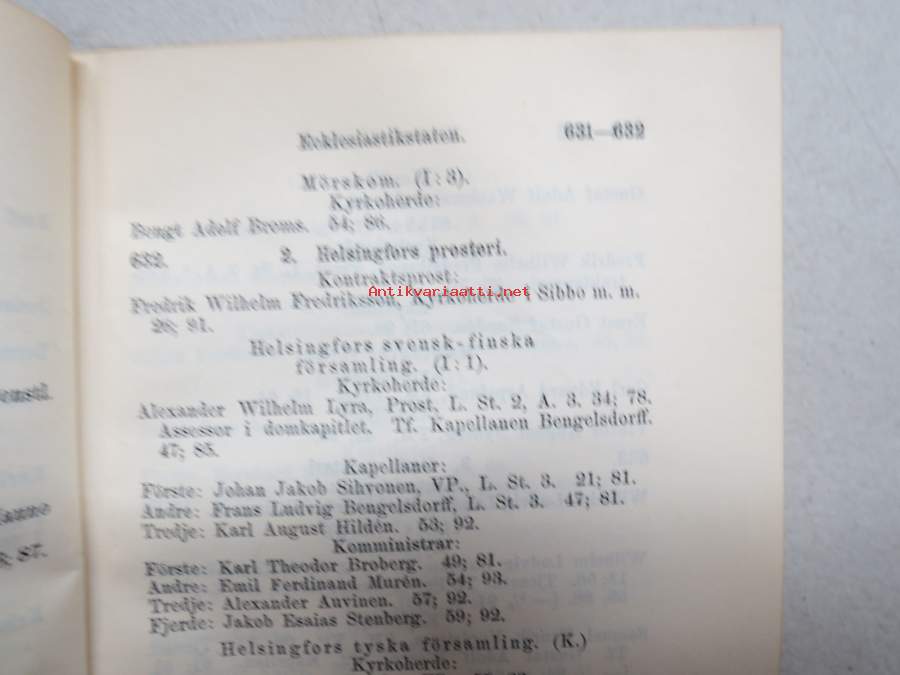 Ecklesiastikstaten. 631—632
Mörskom. (I: 3).
Kyrkoherde:
Bengt Adolf Broms. 54; 86.
632. 2. Helsingfors prosteri.
Kontraktsprost:
Fredrik Wilhelm Fredriksson, Kyrkoherde i Sibbo m. m.
26; 91.
Antikvariaatti.net
Helsingfors svensk-finska
församling. (I: 1).
Kyrkoherde:
Alexander Wilhelm Lyra, Prost, L. St. 2, A. 3. 34; 78.
Assessor i domkapitlet. Tf. Kapellanen Bengelsdorff.
47; 85.
Kapellaner:
Förste: Johan Jakob Sihvonen, VP., L. St. 3. 21; 81.
Andre: Frans Ludvig Bengelsdorff, L. St. 3. 47; 81.
Tredje: Karl August Hildén. 53; 92.
Komministrar:
Förste: Karl Theodor Broberg. 49; 81.
Andre: Emil Ferdinand Murén. 54; 93.
Tredje: Alexander Auvinen. 57; 92.
Fjerde: Jakob Esaias Stenberg. 59; 92.
Helsingfors tyska församling. (K.)
Kyrkoherde: